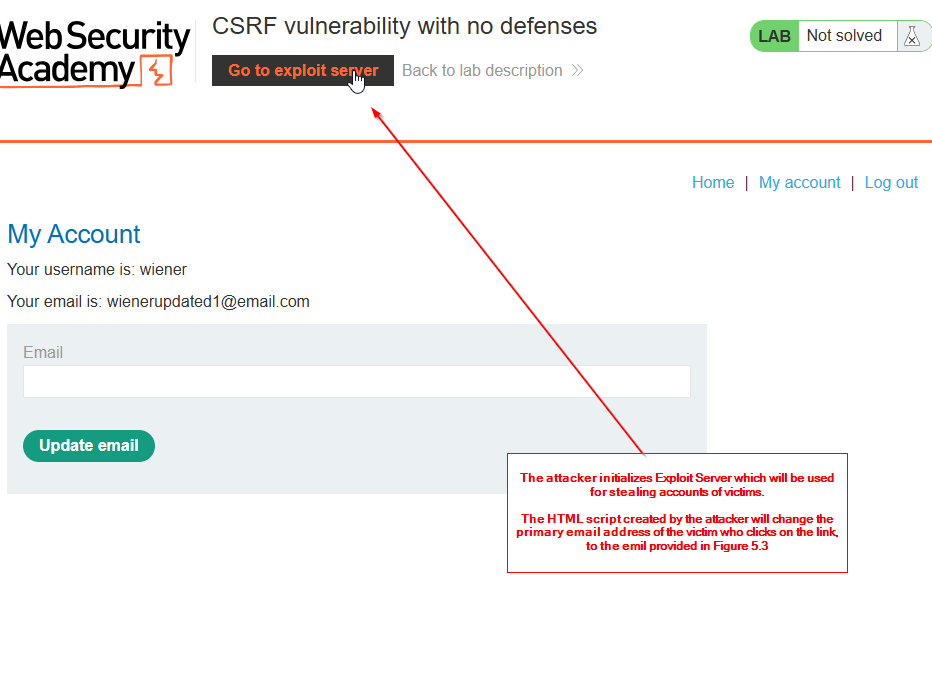 CSRF vulnerability with no defenses
Web Security
Academy
LAB Not solved
Go to exploit server Back to lab description
Home | My account | Log out
My Account
Your username is: wiener
Your email is: wienerupdated1@email.com
Email
Update email
The attacker initializes Exploit Server which will be used
for stealing accounts of victims.
The HTML script created by the attacker will change the
primary email address of the victim who clicks on the link,
to the emil provided in Figure 5.3